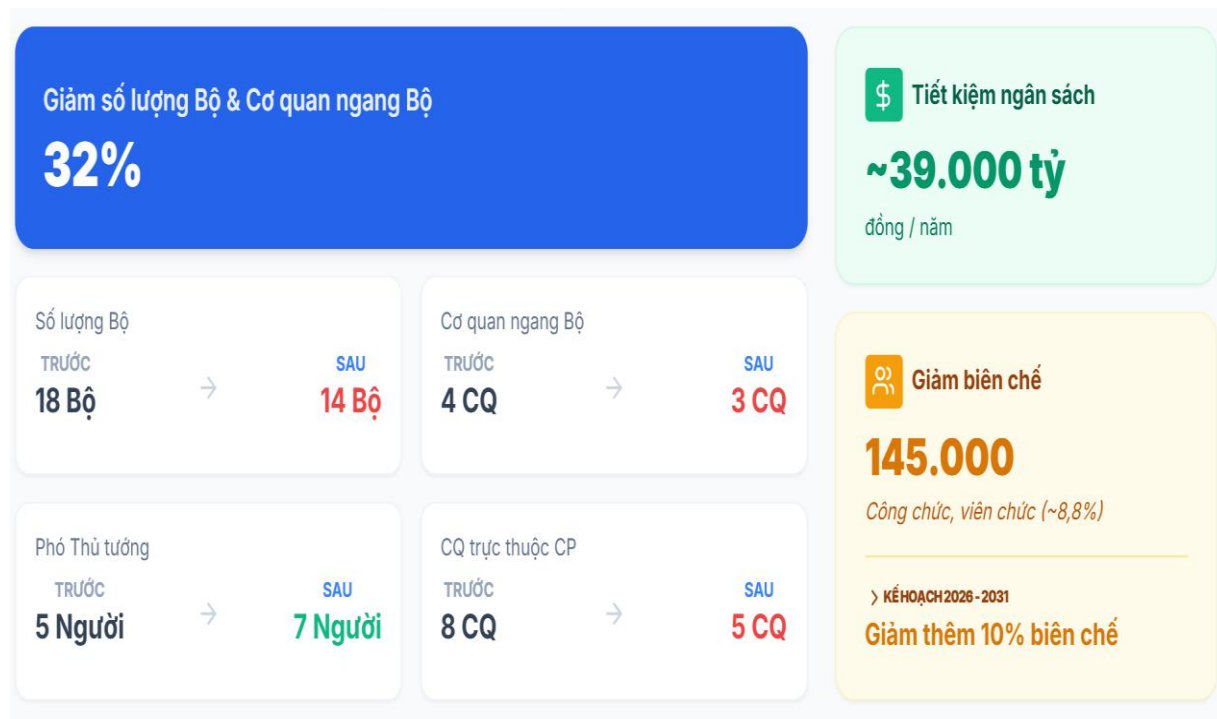 Giảm số lượng Bộ & Cơ quan ngang Bộ
32%
Số lượng Bộ
TRƯỚC
SAU
18 Bộ
→
14 Bộ
Cơ quan ngang Bộ
TRƯỚC
SAU
4 CQ
→
3 CQ
Phó Thủ tướng
TRƯỚC
SAU
5 Người
→
7 Người
CQ trực thuộc CP
TRƯỚC
SAU
8 CQ
→
5 CQ
$ Tiết kiệm ngân sách
~39.000 tỷ
đồng / năm
Giảm biên chế
145.000
Công chức, viên chức (~8,8%)
> KẾ HOẠCH 2026 - 2031
Giảm thêm 10% biên chế